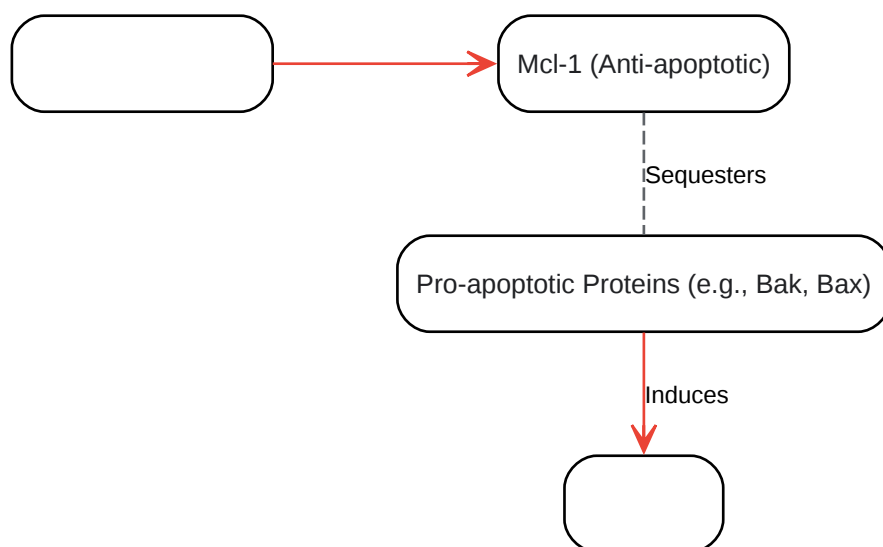 Mcl-1 (Anti-apoptotic)
Sequesters
Pro-apoptotic Proteins (e.g., Bak, Bax)
Induces